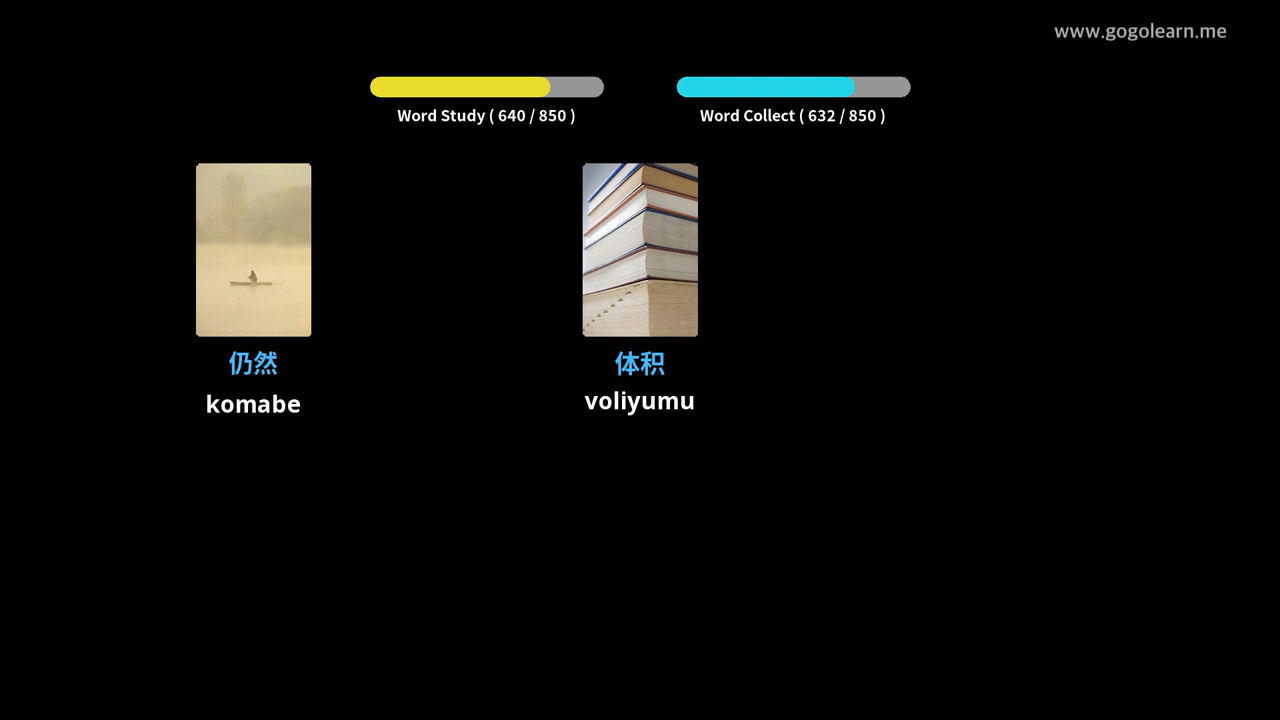 www.gogolearn.me
Word Study ( 640 / 850 )
Word Collect ( 632 / 850 )
仍然
komabe
体积
voliyumu